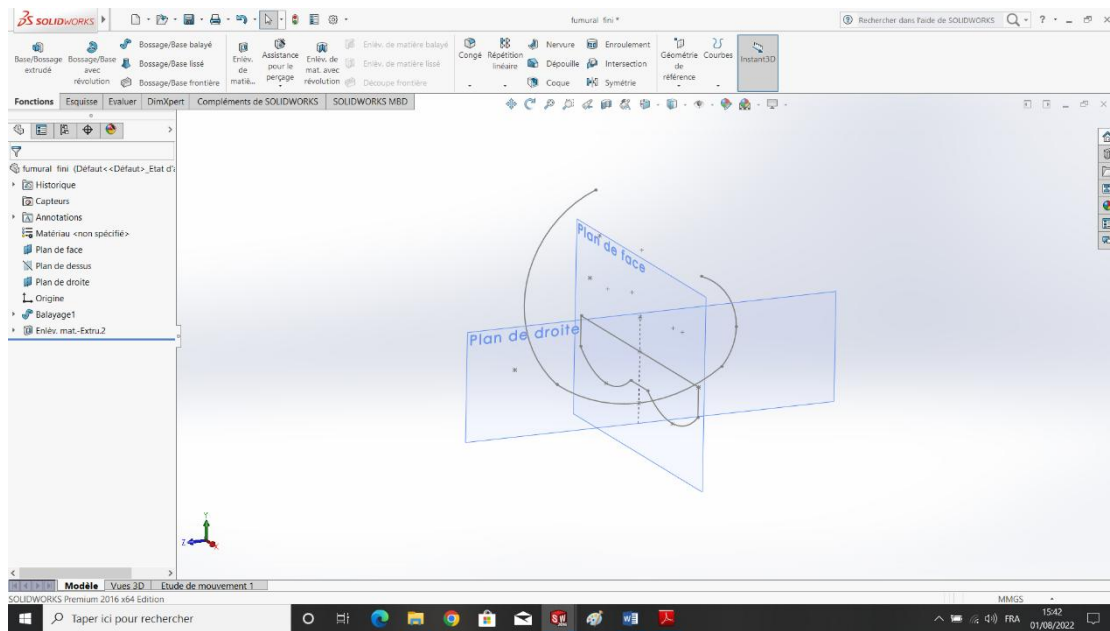 SOLIDWORKS
fumural fini *
Rechercher dans l'aide de SOLIDWORKS
Base/Bossage extrudé
Bossage/Base avec révolution
Bossage/Base balayé
Bossage/Base lissé
Bossage/Base frontière
Enlèv. de matiè...
Assistance pour le perçage
Enlèv. de mat. avec révolution
Enlèv. de matière balayé
Enlèv. de matière lissé
Découpe frontière
Congé
Répétition linéaire
Nervure
Dépouille
Coque
Enroulement
Intersection
Symétrie
Géométrie de référence
Courbes
Instant3D
Fonctions
Esquisse
Evaluer
DimXpert
Compléments de SOLIDWORKS
SOLIDWORKS MBD
fumural fini (Défaut<<Défaut>_Etat d'a
Historique
Capteurs
Annotations
Matériau <non spécifié>
Plan de face
Plan de dessus
Plan de droite
Origine
Balayage1
Enlèv. mat.-Extru.2
Plan de face
Plan de droite
Y
Z
X
Modèle
Vues 3D
Etude de mouvement 1
SOLIDWORKS Premium 2016 x64 Edition
MMGS
Taper ici pour rechercher
FRA
15:42
01/08/2022